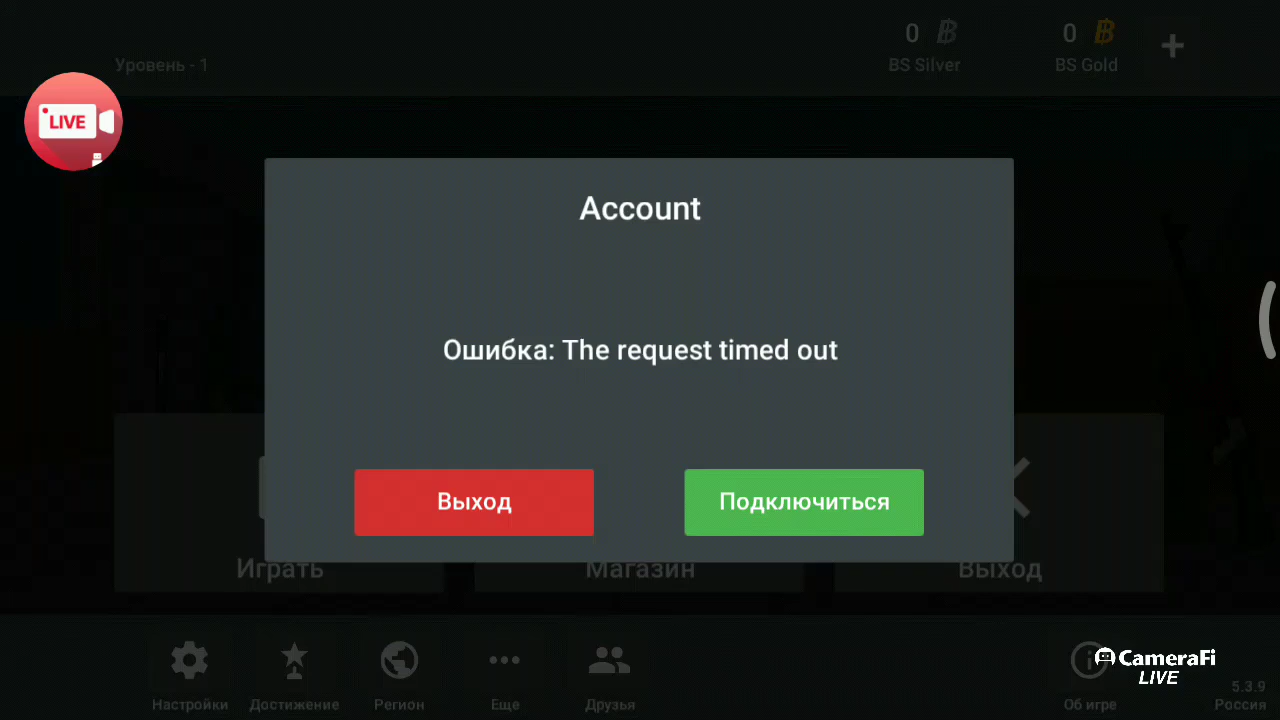 0
0
Уровень - 1
BS Silver
BS Gold
LIVE
Account
Ошибка: The request timed out
Выход
Подключиться
Играть
Магазин
Выход
Настройки
Достижение
Регион
Еще
Друзья
Об игре
CameraFi
LIVE
5.3.9
Россия